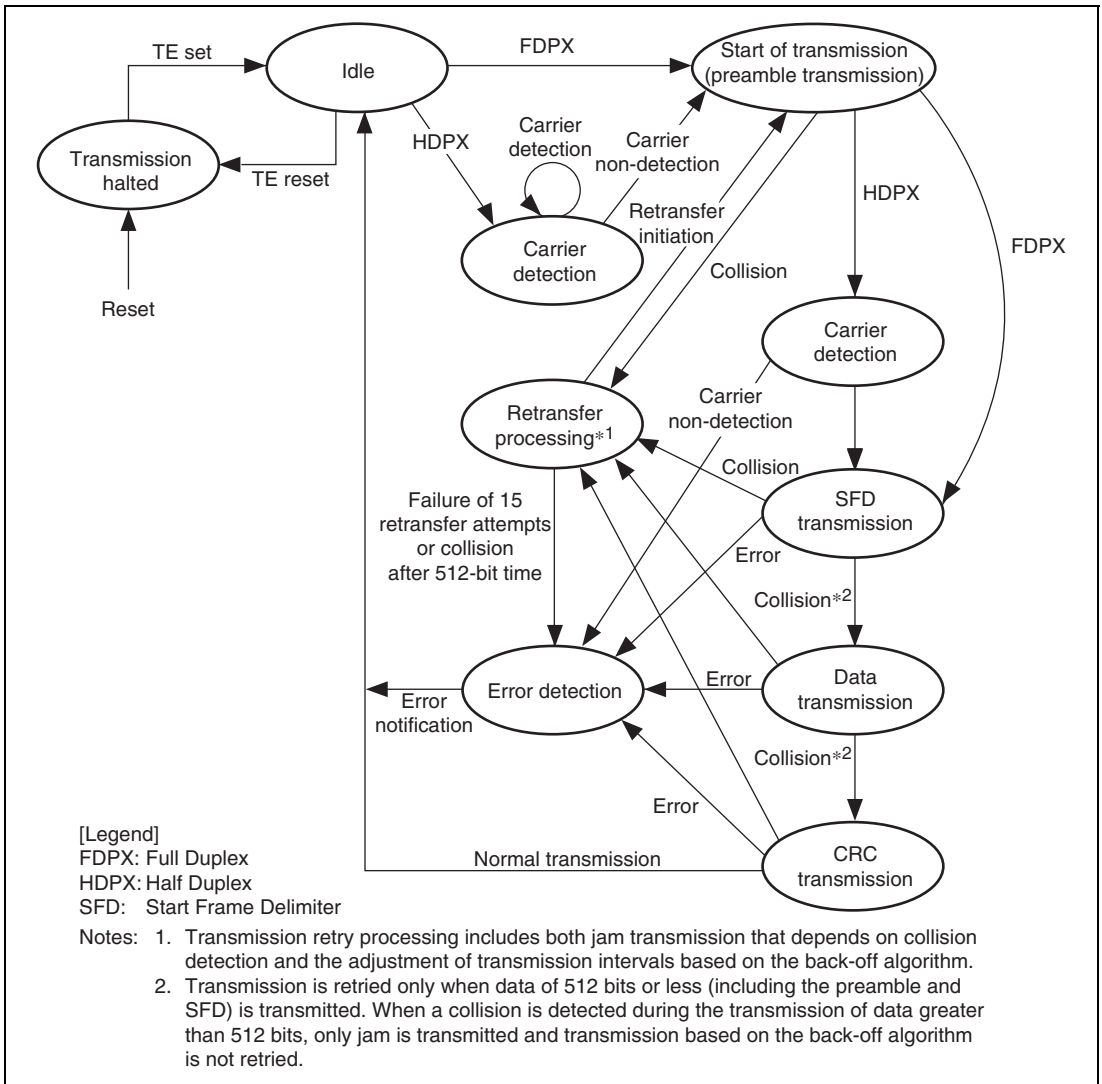 TE set
Idle
FDPX
Start of transmission
(preamble transmission)
Transmission
halted
TE reset
HDPX
Carrier
detection
Carrier
non-detection
Reset
Carrier
detection
Retransfer
initiation
Collision
HDPX
FDPX
Carrier
detection
Retransfer
processing*1
Carrier
non-detection
Collision
SFD
transmission
Failure of 15
retransfer attempts
or collision
after 512-bit time
Error
Collision*2
Error detection
Error
Data
transmission
Error
notification
Collision*2
Error
Normal transmission
CRC
transmission
[Legend]
FDPX: Full Duplex
HDPX: Half Duplex
SFD: Start Frame Delimiter
Notes: 1. Transmission retry processing includes both jam transmission that depends on collision
detection and the adjustment of transmission intervals based on the back-off algorithm.
2. Transmission is retried only when data of 512 bits or less (including the preamble and
SFD) is transmitted. When a collision is detected during the transmission of data greater
than 512 bits, only jam is transmitted and transmission based on the back-off algorithm
is not retried.